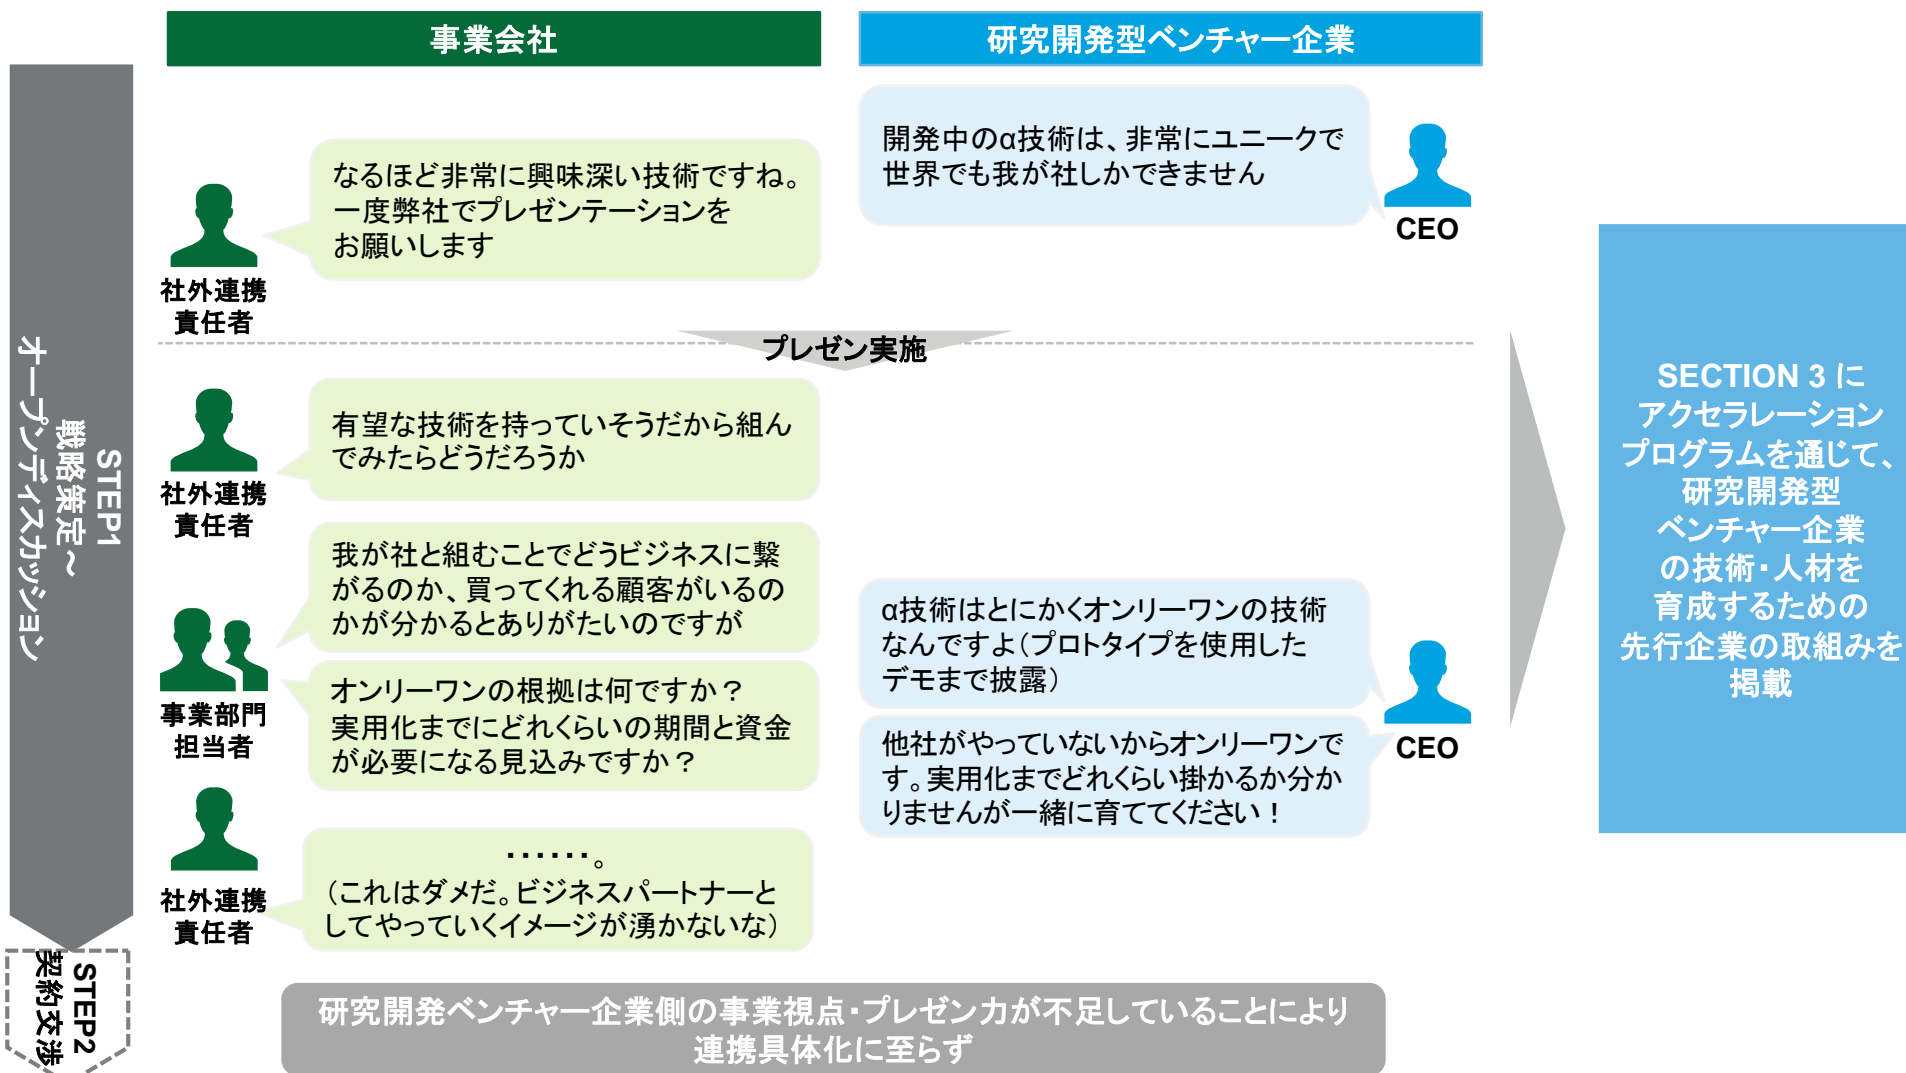 事業会社
研究開発型ベンチャー企業
開発中のα技術は、非常にユニークで
世界でも我が社しかできません
CEO
なるほど非常に興味深い技術ですね。
一度弊社でプレゼンテーションを
お願いします
社外連携
責任者
プレゼン実施
有望な技術を持っていそうだから組ん
でみたらどうだろうか
社外連携
責任者
我が社と組むことでどうビジネスに繋
がるのか、買ってくれる顧客がいるの
かが分かるとありがたいのですが
α技術はとにかくオンリーワンの技術
なんですよ（プロトタイプを使用した
デモまで披露）
オンリーワンの根拠は何ですか？
実用化までにどれくらいの期間と資金
が必要になる見込みですか？
事業部門
担当者
他社がやっていないからオンリーワンで
す。実用化までどれくらい掛かるか分か
りませんが一緒に育ててください！
CEO
・・・・・・。
（これはダメだ。ビジネスパートナーと
してやっていくイメージが湧かないな）
社外連携
責任者
STEP1
戦略策定～
オープンディスカッション
STEP2
契約交渉
研究開発ベンチャー企業側の事業視点・プレゼン力が不足していることにより
連携具体化に至らず
SECTION 3 に
アクセラレーション
プログラムを通じて、
研究開発型
ベンチャー企業
の技術・人材を
育成するための
先行企業の取組みを
掲載